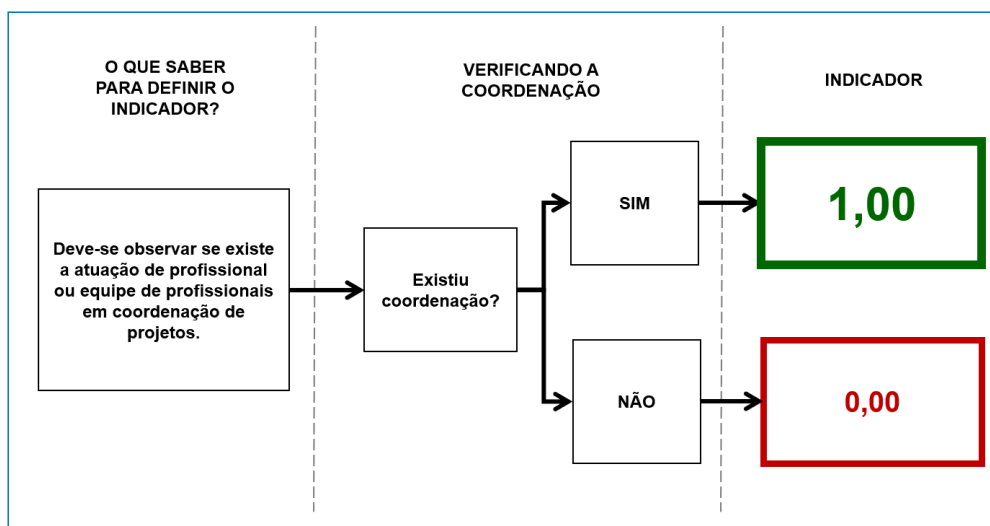 O QUE SABER
PARA DEFINIR O
INDICADOR?
VERIFICANDO A
COORDENAÇÃO
INDICADOR
Deve-se observar se existe
a atuação de profissional
ou equipe de profissionais
em coordenação de
projetos.
Existiu
coordenação?
SIM
1,00
NÃO
0,00